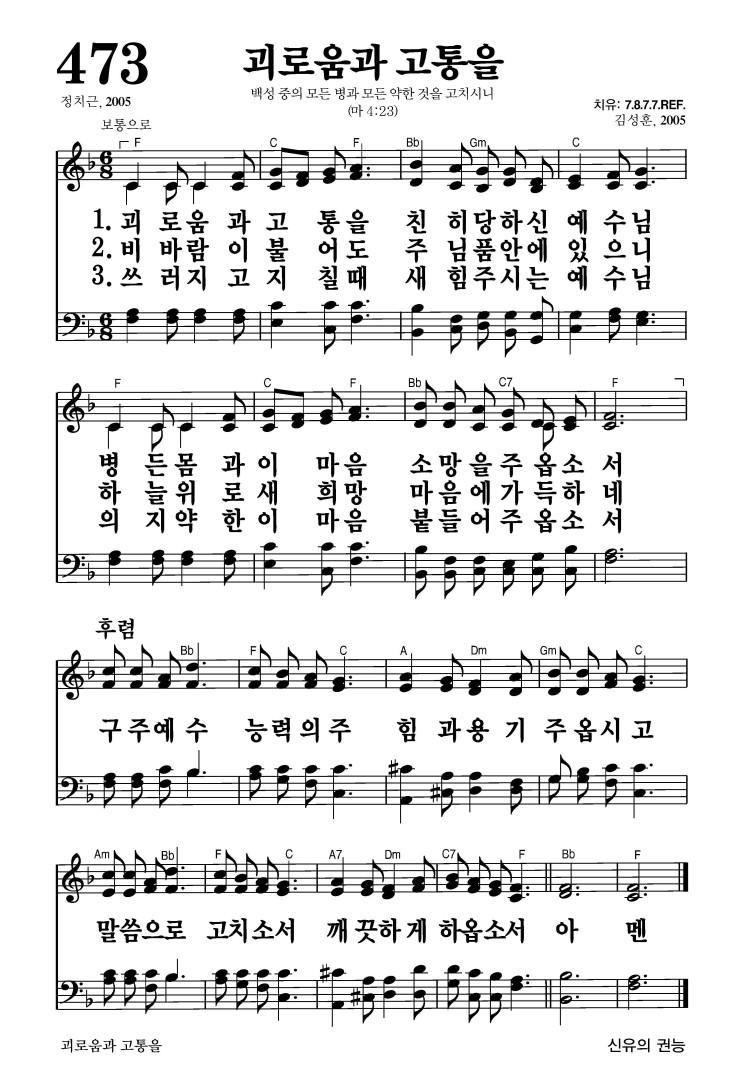 473 괴로움과 고통을
백성 중의 모든 병과 모든 약한 것을 고치시니
(마 4:23)
정치근, 2005 치유: 7.8.7.7.REF.
김성훈, 2005
보통으로
F C F Bb Gm C
6 8
1. 괴 로움 과 고 통 을 친 히당하신 예 수님
2. 비 바람 이 불 어도 주 님품안에 있 으니
3. 쓰 러지 고 지 칠때 새 힘주시는 예 수님
6 8
F C F Bb C7 F
병 든몸 과이 마음 소망을주 옵소 서
하 늘위 로새 희망 마음에가 득하 네
의 지약 한이 마음 붙들어주 옵소 서
후렴
Bb F C A Dm Gm C
구 주예 수 능력의주 힘 과용 기 주 옵시 고
Am Bb F C A7 Dm C7 F Bb F
말씀으로 고치소서 깨 끗하 게 하옵소서 아 멘
괴로움과 고통을 신유의 권능